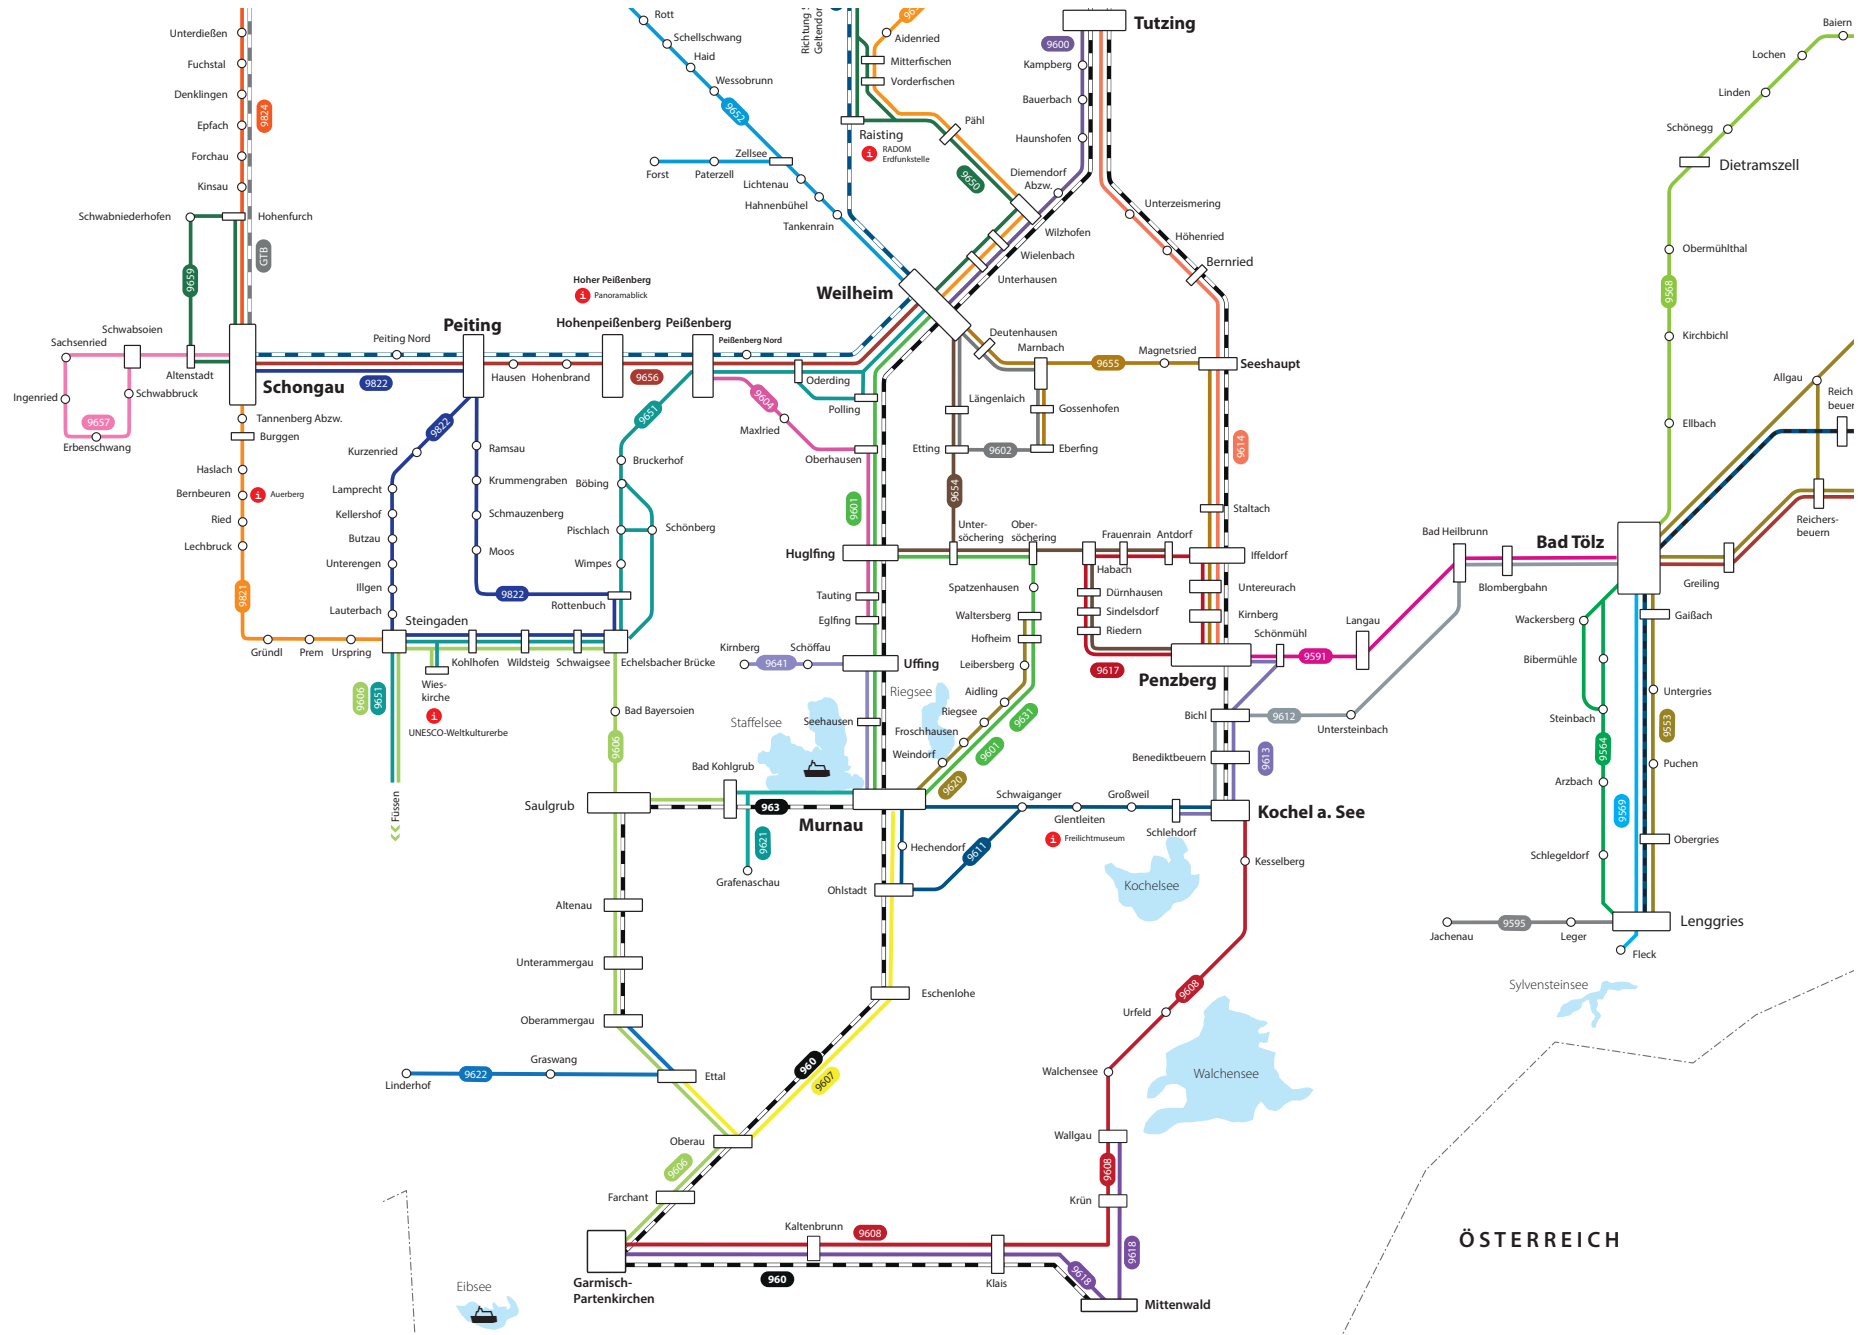 Unterdießen
Fuchstal
Denklingen
9824
Epfach
Forchau
Kinsau
Schwabniederhofen
Hohenfurch
GTB
9659
Schwabsoien
Sachsenried
Altenstadt
Schongau
Ingenried
Schwabbruck
9657
Erbenschwang
Tannenberg Abzw.
Burggen
Haslach
Bernbeuren
i
Auerberg
Ried
Lechbruck
9821
Gründl
Prem
Urspring
Rott
Schellschwang
Haid
Wessobrunn
9652
Zellsee
Forst
Paterzell
Lichtenau
Hahnenbühel
Tankenrain
Richtung
Geltendor
Aidenried
Mitterfischen
Vorderfischen
Pähl
Raisting
i
RADOM
Erdfunkstelle
9650
Tutzing
9600
Kampberg
Bauerbach
Haunshofen
Diemendorf
Abzw.
Wilzhofen
Wielenbach
Unterhausen
Unterzeismering
Höhenried
Bernried
Weilheim
Hoher Peißenberg
i
Panoramablick
Peiting Nord
Peiting
Hohenpeißenberg
Peißenberg
Peißenberg Nord
9822
Hausen
Hohenbrand
9656
9651
9604
Oderding
Polling
Maxlried
Oberhausen
Deutenhausen
Marnbach
9655
Magnetsried
Seeshaupt
Längenlaich
Gossenhofen
Etting
9602
Eberfing
9614
9654
9822
Kurzenried
Ramsau
Bruckerhof
Lamprecht
Krummengraben
Böbing
Kellershof
Schmauzenberg
Pischlach
Schönberg
Butzau
Moos
Unterengen
Wimpes
Illgen
9822
Rottenbuch
Lauterbach
Steingaden
Kohlhofen
Wildsteig
Schwaigsee
Echelsbacher Brücke
9606
9651
Wies-
kirche
i
UNESCO-Weltkulturerbe
Füssen
Bad Bayersoien
9606
9601
Huglfing
Unter-
söchering
Ober-
söchering
Frauenrain
Antdorf
Staltach
Iffeldorf
Habach
Spatzenhausen
Dürnhausen
Untereurach
Tauting
Waltersberg
Sindelsdorf
Kirnberg
Eglfing
Hofheim
Riedern
9617
Kirnberg
9641
Schöffau
Uffing
Leibersberg
Penzberg
Schönmühl
9591
Langau
Bad Heilbrunn
Blombergbahn
Riegsee
Aidling
Riegsee
Staffelsee
Seehausen
Froschhausen
9631
9601
Weindorf
9620
Bichl
9612
Untersteinbach
Benediktbeuern
9613
Bad Kohlgrub
Saulgrub
963
Murnau
9621
Grafenaschau
Schwaiganger
Glentleiten
Großweil
i
Freilichtmuseum
Schlehdorf
Kochel a. See
Hechendorf
9611
Ohlstadt
Kochelsee
Kesselberg
Altenau
Unterammergau
Oberammergau
Eschenlohe
Linderhof
9622
Graswang
Ettal
960
9607
Oberau
9606
Farchant
Garmisch-
Partenkirchen
Kaltenbrunn
9608
960
Klais
9618
9618
Mittenwald
Krün
9608
Wallgau
Walchensee
Urfeld
9608
Walchensee
Eibsee
Baiern
Lochen
Linden
Schönegg
Dietramszell
Obermühlthal
9568
Kirchbichl
Ellbach
Allgau
Reich
beuer
Reichers-
beuern
Bad Tölz
Greiling
Gaißach
Wackersberg
Bibermühle
Untergries
Steinbach
9553
9564
Puchen
Arzbach
9569
Obergries
Schlegeldorf
Lenggries
Jachenau
9595
Leger
Fleck
Sylvensteinsee
ÖSTERREICH